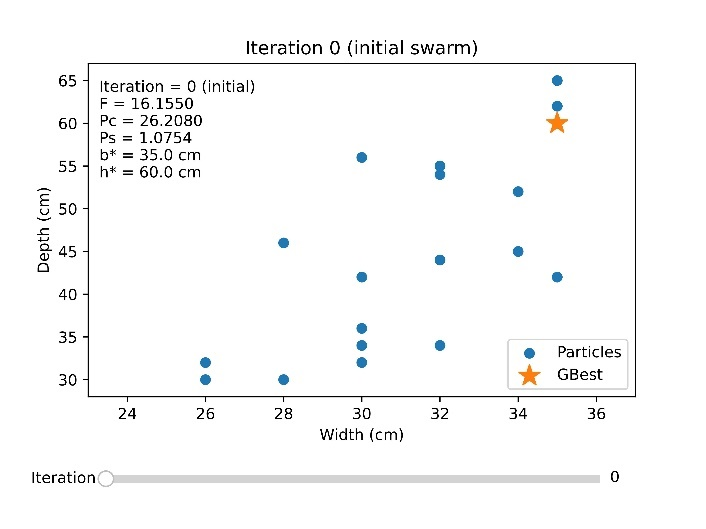 Iteration 0 (initial swarm)
Iteration = 0 (initial)
F = 16.1550
Pc = 26.2080
Ps = 1.0754
b* = 35.0 cm
h* = 60.0 cm
65
60
55
50
45
40
35
30
Depth (cm)
Particles
GBest
24 26 28 30 32 34 36
Width (cm)
Iteration 0